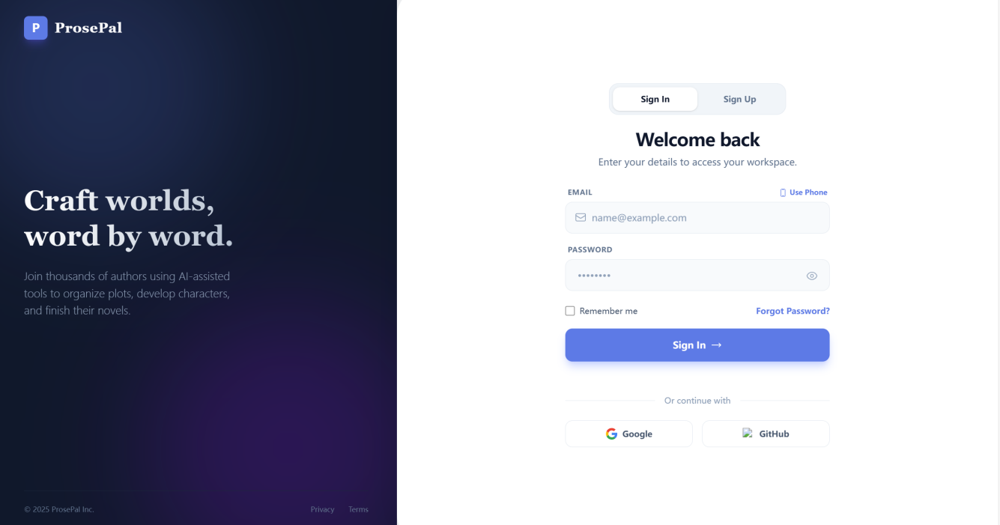 P ProsePal
Craft worlds,
word by word.
Join thousands of authors using AI-assisted
tools to organize plots, develop characters,
and finish their novels.
© 2025 ProsePal Inc. Privacy Terms
Sign In Sign Up
Welcome back
Enter your details to access your workspace.
EMAIL Use Phone
name@example.com
PASSWORD
••••••••
Remember me Forgot Password?
Sign In →
Or continue with
Google GitHub